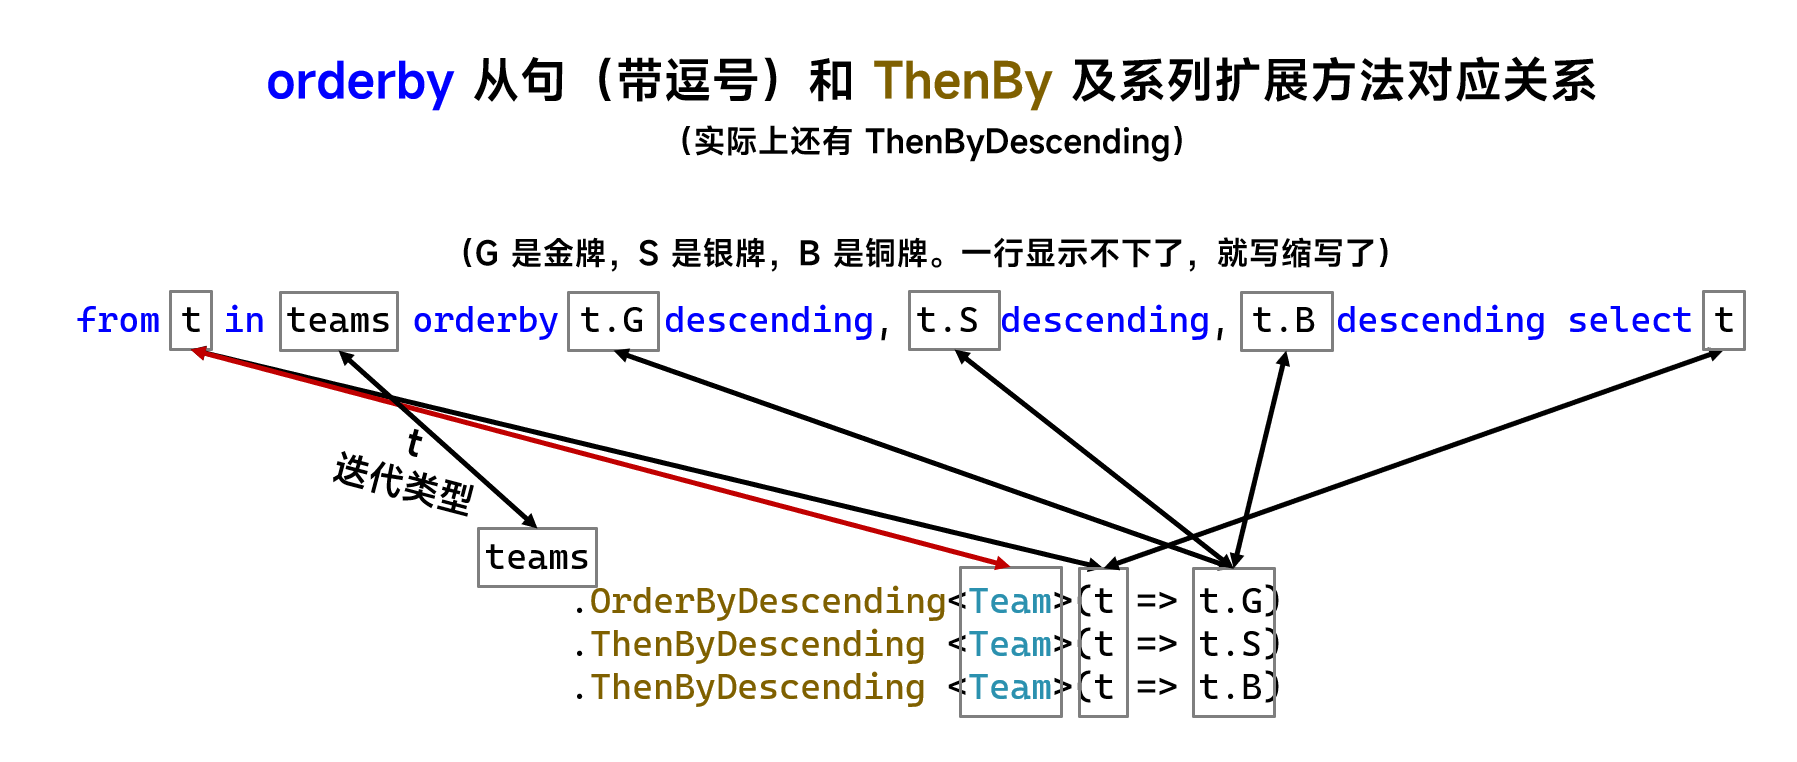 orderby 从句（带逗号）和 ThenBy 及系列扩展方法对应关系
（实际上还有 ThenByDescending）
（G 是金牌，S 是银牌，B 是铜牌。一行显示不下了，就写缩写了）
from t in teams orderby t.G descending, t.S descending, t.B descending select t
t
迭代类型
teams
.OrderByDescending<Team>(t => t.G)
.ThenByDescending <Team>(t => t.S)
.ThenByDescending <Team>(t => t.B)